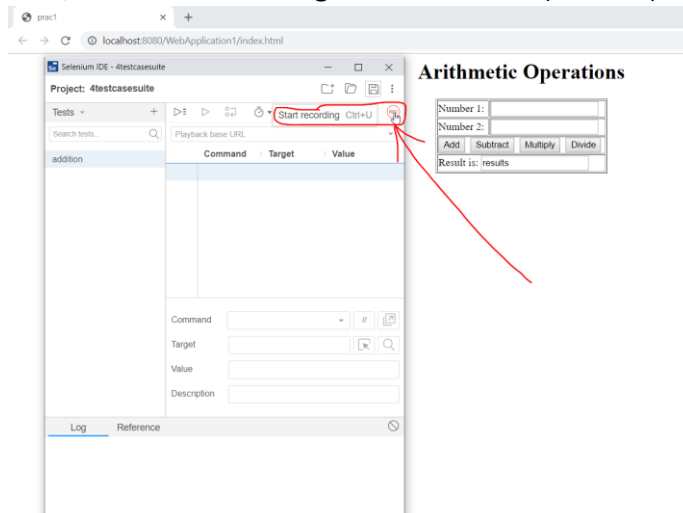 prac1
localhost:8080/WebApplication1/index.html
Selenium IDE - 4testcasesuite
Project: 4testcasesuite
Tests
Start recording Ctrl+U
Search tests...
Playback base URL
Command Target Value
addition
Command
//
Target
Value
Description
Log Reference
Arithmetic Operations
Number 1:
Number 2:
Add Subtract Multiply Divide
Result is: results